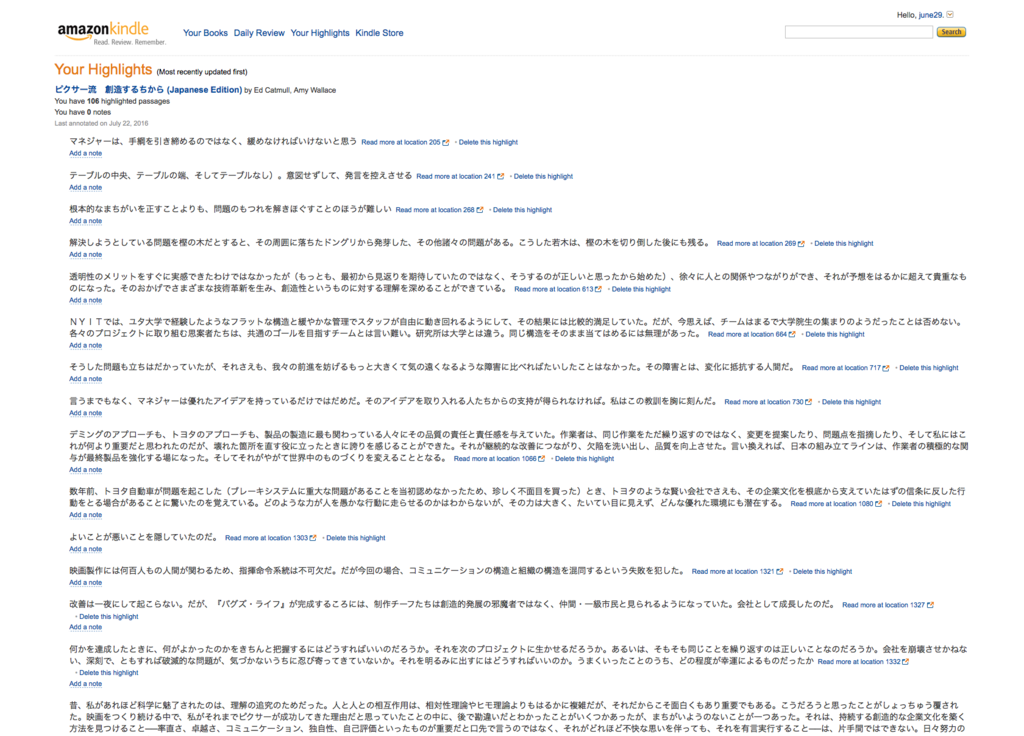 Hello, june29.
amazonkindle
Read. Review. Remember.
Your Books Daily Review Your Highlights Kindle Store
Search
Your Highlights (Most recently updated first)
ピクサー流 創造するちから (Japanese Edition) by Ed Catmull, Amy Wallace
You have 106 highlighted passages
You have 0 notes
Last annotated on July 22, 2016
マネジャーは、手綱を引き締めるのではなく、緩めなければいけないと思う Read more at location 205 • Delete this highlight
Add a note
テーブルの中央、テーブルの端、そしてテーブルなし）。意図せずして、発言を控えさせる Read more at location 241 • Delete this highlight
Add a note
根本的なまちがいを正すことよりも、問題のもつれを解きほぐすことのほうが難しい Read more at location 268 • Delete this highlight
Add a note
解決しようとしている問題を樫の木だとすると、その周囲に落ちたドングリから発芽した、その他諸々の問題がある。こうした若木は、樫の木を切り倒した後にも残る。 Read more at location 269 • Delete this highlight
Add a note
透明性のメリットをすぐに実感できたわけではなかったが（もっとも、最初から見返りを期待していたのではなく、そうするのが正しいと思ったから始めた）、徐々に人との関係やつながりができ、それが予想をはるかに超えて貴重なも
のになった。そのおかげでさまざまな技術革新を生み、創造性というものに対する理解を深めることができている。 Read more at location 613 • Delete this highlight
Add a note
ＮＹＩＴでは、ユタ大学で経験したようなフラットな構造と緩やかな管理でスタッフが自由に動き回れるようにして、その結果には比較的満足していた。だが、今思えば、チームはまるで大学院生の集まりのようだったことは否めない。
各々のプロジェクトに取り組む思案者たちは、共通のゴールを目指すチームとは言い難い。研究所は大学とは違う。同じ構造をそのまま当てはめるには無理があった。 Read more at location 664 • Delete this highlight
Add a note
そうした問題も立ちはだかっていたが、それさえも、我々の前進を妨げるもっと大きくて気の遠くなるような障害に比べればたいしたことはなかった。その障害とは、変化に抵抗する人間だ。 Read more at location 717 • Delete this highlight
Add a note
言うまでもなく、マネジャーは優れたアイデアを持っているだけではだめだ。そのアイデアを取り入れる人たちからの支持が得られなければ。私はこの教訓を胸に刻んだ。 Read more at location 730 • Delete this highlight
Add a note
デミングのアプローチも、トヨタのアプローチも、製品の製造に最も関わっている人々にその品質の責任と責任感を与えていた。作業者は、同じ作業をただ繰り返すのではなく、変更を提案したり、問題点を指摘したり、そして私にはこ
れが何より重要だと思われたのだが、壊れた箇所を直す役に立ったときに誇りを感じることができた。それが継続的な改善につながり、欠陥を洗い出し、品質を向上させた。言い換えれば、日本の組み立てラインは、作業者の積極的な関
与が最終製品を強化する場になった。そしてそれがやがて世界中のものづくりを変えることとなる。 Read more at location 1066 • Delete this highlight
Add a note
数年前、トヨタ自動車が問題を起こした（ブレーキシステムに重大な問題があることを当初認めなかったため、珍しく不面目を買った）とき、トヨタのような賢い会社でさえも、その企業文化を根底から支えていたはずの信条に反した行
動をとる場合があることに驚いたのを覚えている。どのような力が人を愚かな行動に走らせるのかはわからないが、その力は大きく、たいてい目に見えず、どんな優れた環境にも潜在する。 Read more at location 1080 • Delete this highlight
Add a note
よいことが悪いことを隠していたのだ。 Read more at location 1303 • Delete this highlight
Add a note
映画製作には何百人もの人間が関わるため、指揮命令系統は不可欠だ。だが今回の場合、コミュニケーションの構造と組織の構造を混同するという失敗を犯した。 Read more at location 1321 • Delete this highlight
Add a note
改善は一夜にして起こらない。だが、『バグズ・ライフ』が完成するころには、制作チーフたちは創造的発展の邪魔者ではなく、仲間・一級市民と見られるようになっていた。会社として成長したのだ。 Read more at location 1327
• Delete this highlight
Add a note
何かを達成したときに、何がよかったのかをきちんと把握するにはどうすればいいのだろうか。それを次のプロジェクトに生かせるだろうか。あるいは、そもそも同じことを繰り返すのは正しいことなのだろうか。会社を崩壊させかねな
い、深刻で、ともすれば破滅的な問題が、気づかないうちに忍び寄ってきていないか。それを明るみに出すにはどうすればいいのか。うまくいったことのうち、どの程度が幸運によるものだったか Read more at location 1332
• Delete this highlight
Add a note
昔、私があれほど科学に魅了されたのは、理解の追究のためだった。人と人との相互作用は、相対性理論やヒモ理論よりもはるかに複雑だが、それだからこそ面白くもあり重要でもある。こうだろうと思ったことがしょっちゅう覆され
た。映画をつくり続ける中で、私がそれまでピクサーが成功してきた理由だと思っていたことの中に、後で勘違いだとわかったことがいくつかあったが、まちがいようのないことが一つあった。それは、持続する創造的な企業文化を築く
方法を見つけること──率直さ、卓越さ、コミュニケーション、独自性、自己評価といったものが重要だと口先で言うのではなく、それがどれほど不快な思いを伴っても、それを有言実行すること──は、片手間ではできない。日々努力の